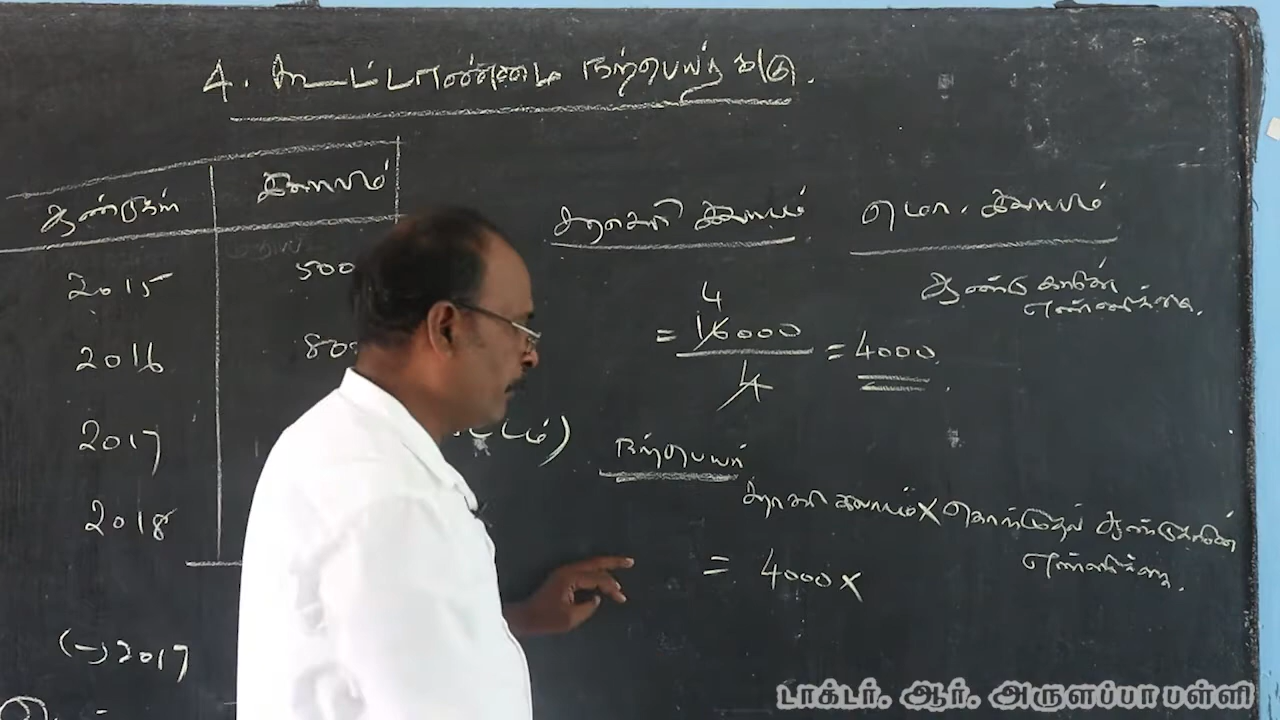 4. கூட்டாண்மை நற்பெயர் கடு.
ஆண்டுகள் இலாபம்
2015 500
2016 800
2017 ட்டம்)
2018
(-) 2017
சராசரி இலாபம் மொ. இலாபம்
ஆண்டுகளின்
எண்ணிக்கை.
4
= 16000 = 4000.
4
நற்பெயர்
சராசரி இலாபம் X கொள்முதல் ஆண்டுகளின்
எண்ணிக்கை.
= 4000 X
டாக்டர். ஆர். அருளப்பா பள்ளி